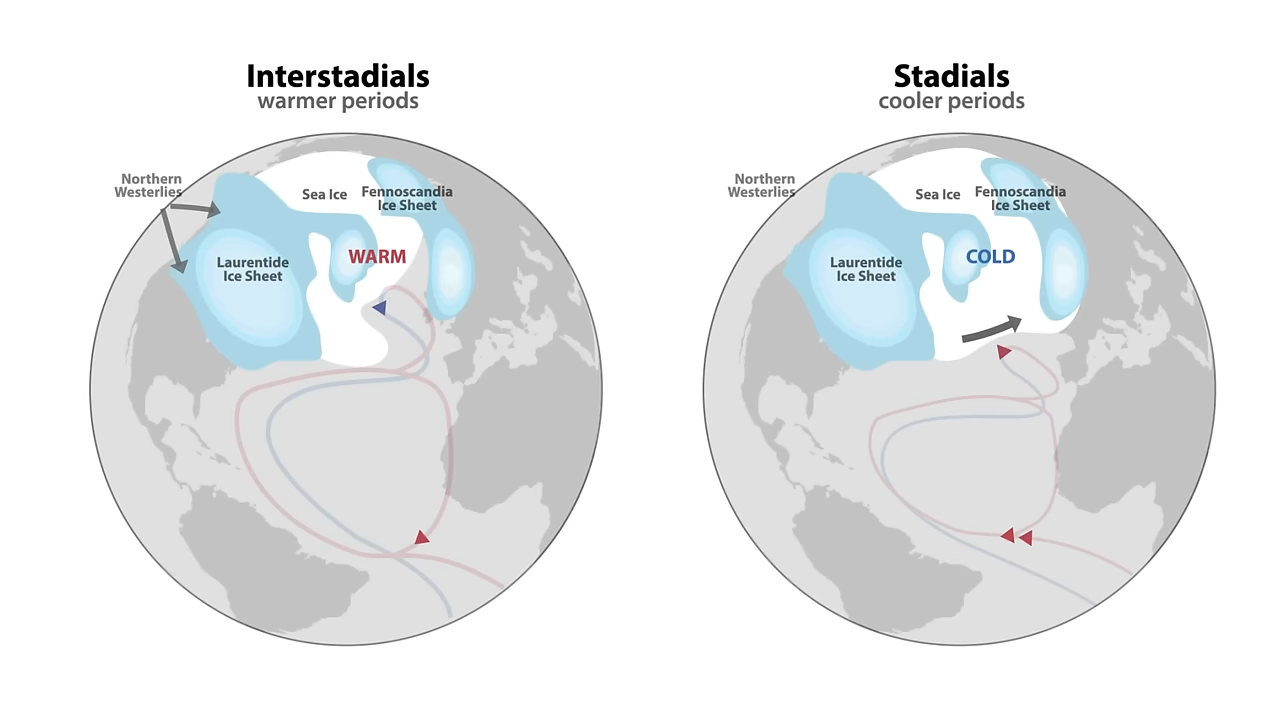 Interstadials
warmer periods
Northern
Westerlies
Sea Ice
Fennoscandia
Ice Sheet
WARM
Laurentide
Ice Sheet
Stadials
cooler periods
Northern
Westerlies
Sea Ice
Fennoscandia
Ice Sheet
COLD
Laurentide
Ice Sheet